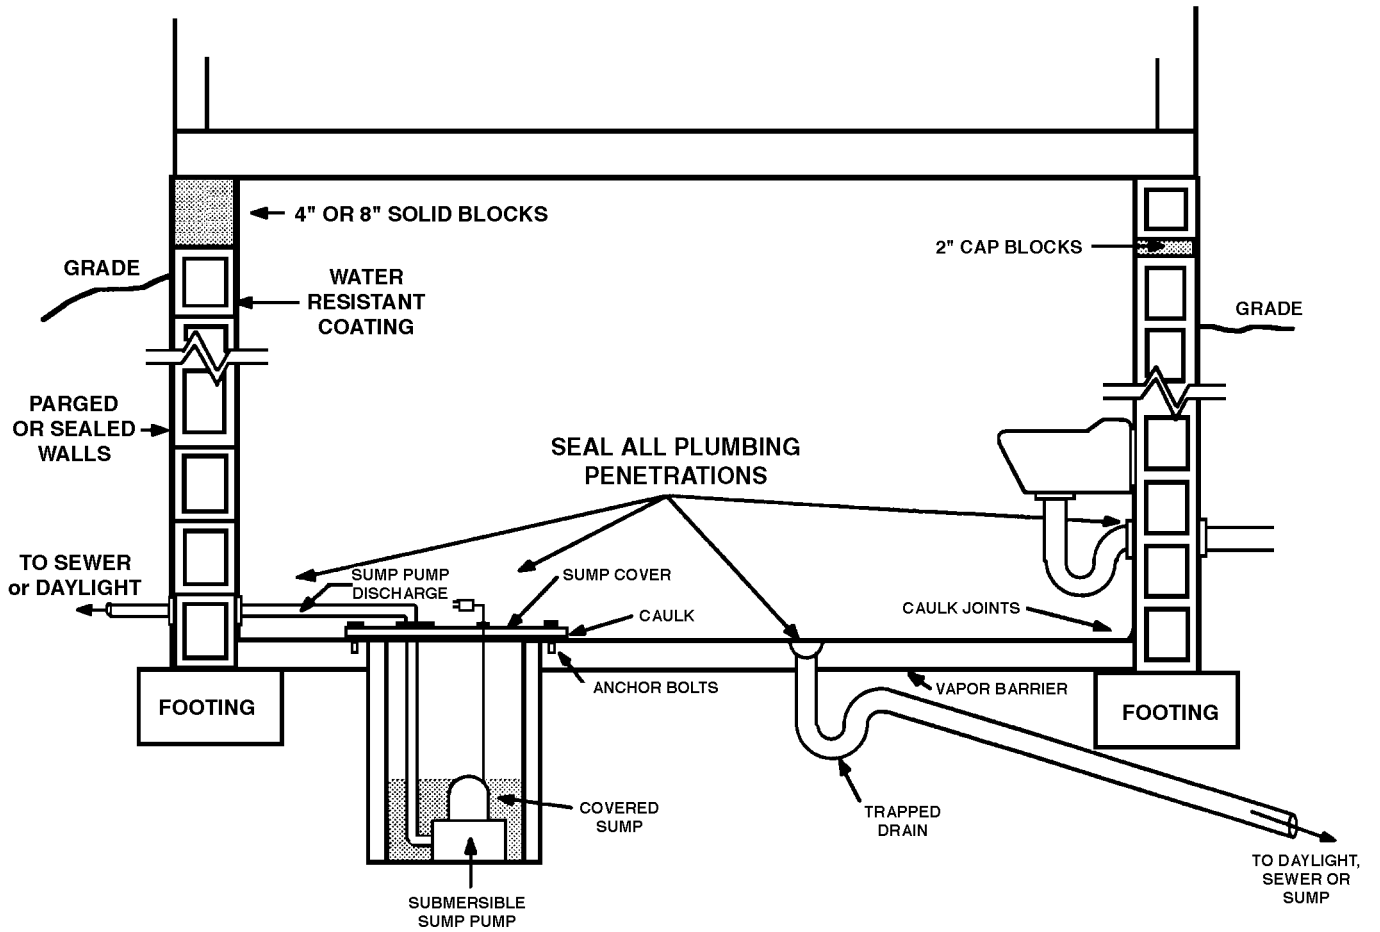 4" OR 8" SOLID BLOCKS
2" CAP BLOCKS
GRADE
WATER
RESISTANT
COATING
GRADE
PARGED
OR SEALED
WALLS
SEAL ALL PLUMBING
PENETRATIONS
TO SEWER
or DAYLIGHT
SUMP PUMP
DISCHARGE
SUMP COVER
CAULK
CAULK JOINTS
ANCHOR BOLTS
VAPOR BARRIER
FOOTING
FOOTING
COVERED
SUMP
TRAPPED
DRAIN
TO DAYLIGHT,
SEWER OR
SUMP
SUBMERSIBLE
SUMP PUMP